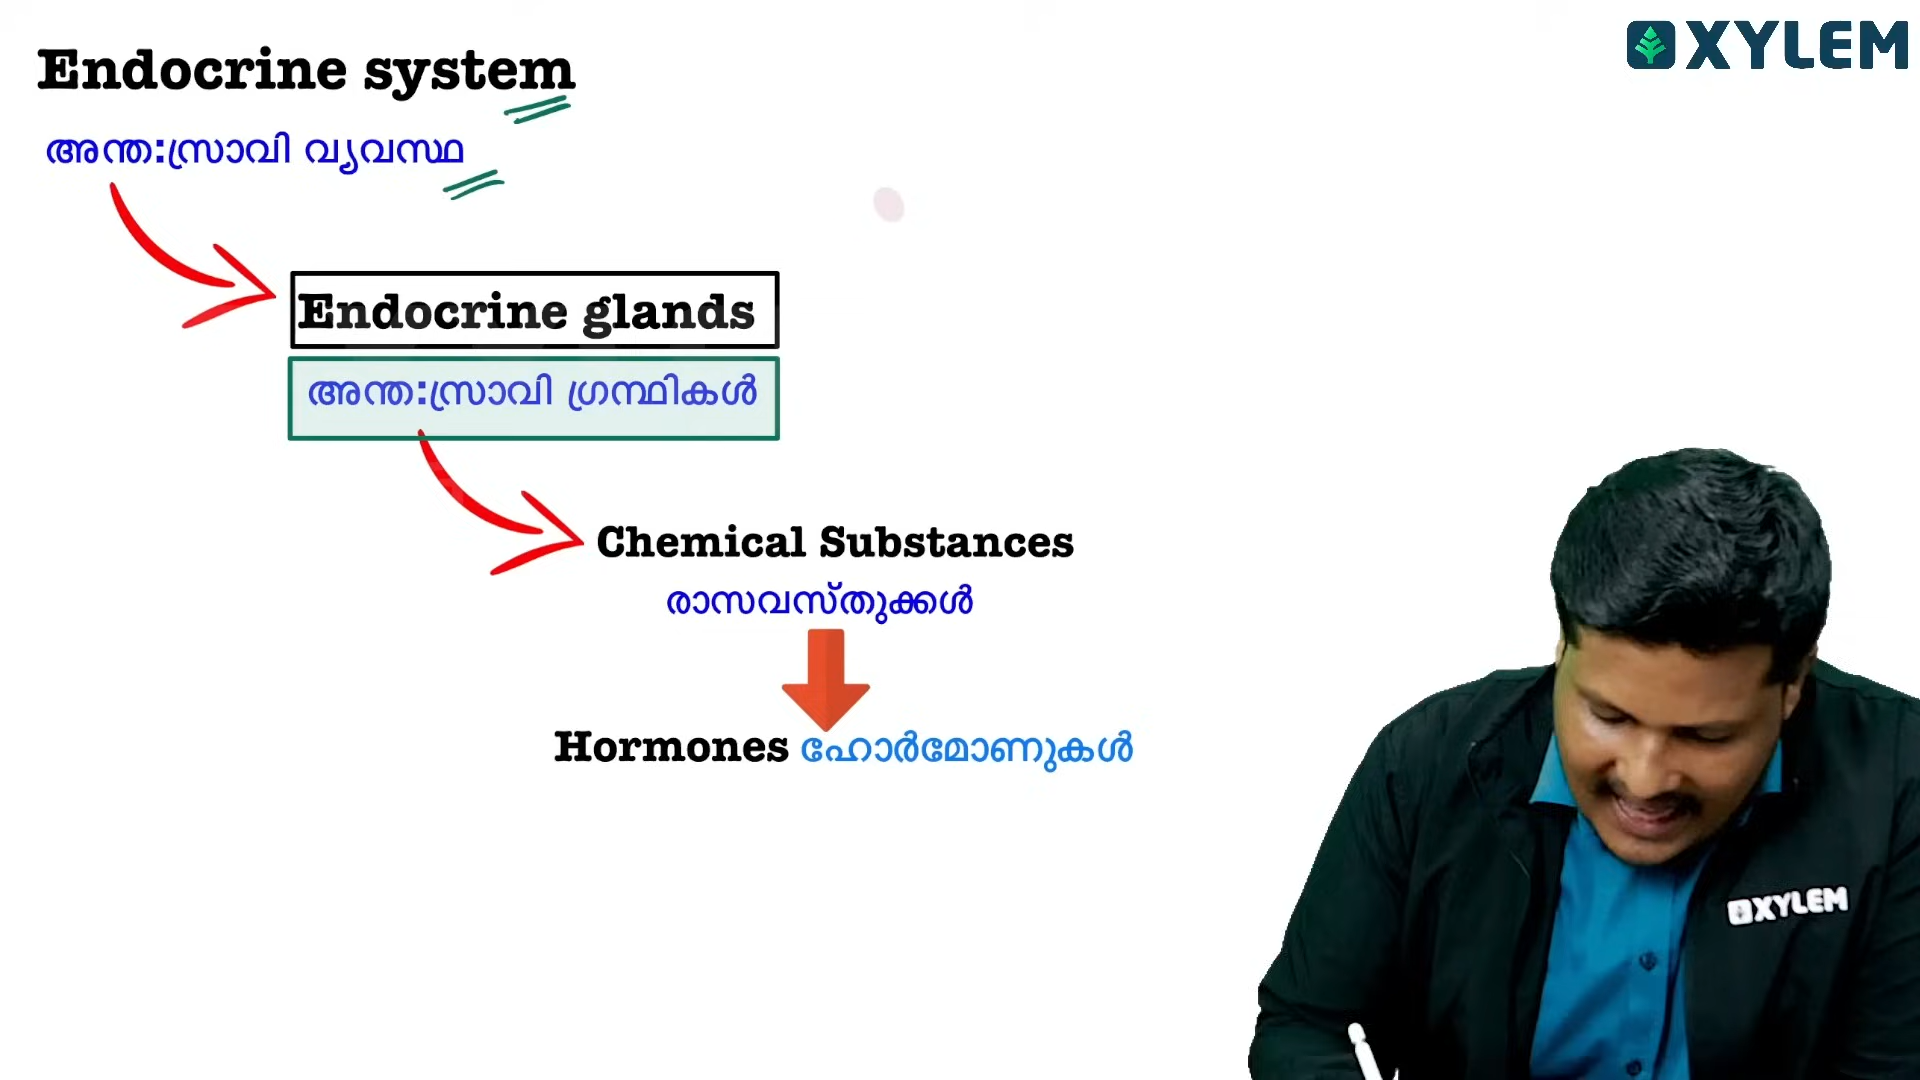 XYLEM
Endocrine system
അന്ത:സ്രാവി വ്യവസ്ഥ
Endocrine glands
അന്ത:സ്രാവി ഗ്രന്ഥികൾ
Chemical Substances
രാസവസ്തുക്കൾ
Hormones ഹോർമോണുകൾ
XYLEM